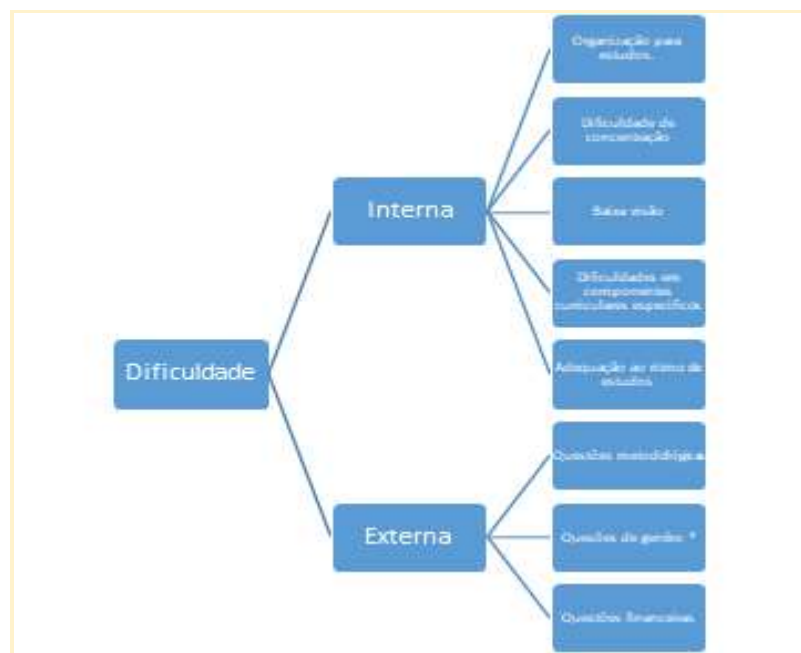 Organização para
estudos.
Dificuldade de
concentração
Interna
Baixa visão
Dificuldades em
componentes
curriculares específicos
Dificuldade
Adequação ao ritmo de
estudos
Questões metodológicas
Externa
Questões de gestão *
Questões financeiras